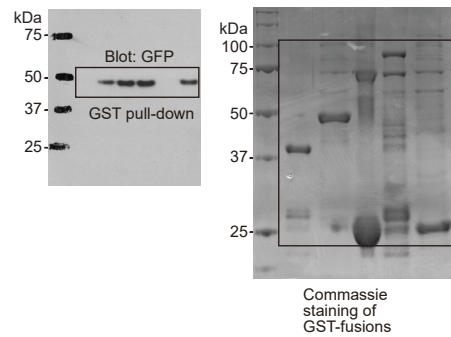 kDa
75
Blot: GFP
50
37
GST pull-down
25
kDa
100
75
50
37
25
Commassie
staining of
GST-fusions